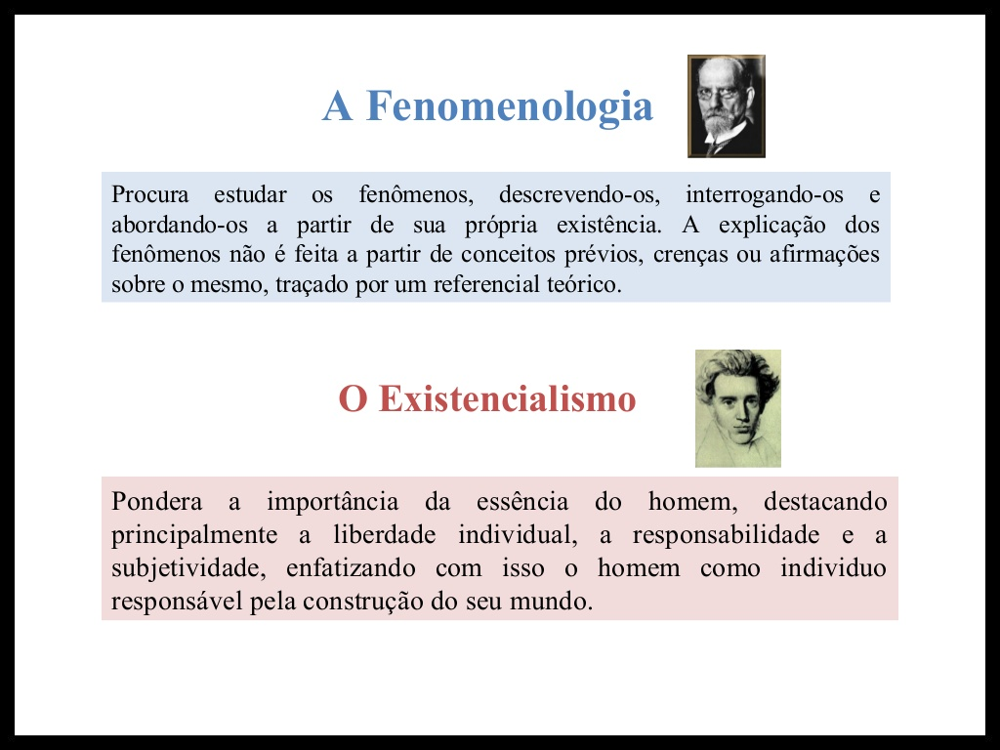 A Fenomenologia
Procura estudar os fenômenos, descrevendo-os, interrogando-os e
abordando-os a partir de sua própria existência. A explicação dos
fenômenos não é feita a partir de conceitos prévios, crenças ou afirmações
sobre o mesmo, traçado por um referencial teórico.
O Existencialismo
Pondera a importância da essência do homem, destacando
principalmente a liberdade individual, a responsabilidade e a
subjetividade, enfatizando com isso o homem como individuo
responsável pela construção do seu mundo.